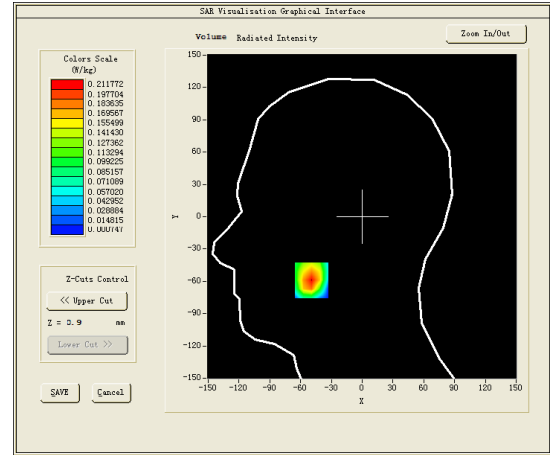 SAR Visualisation Graphical Interface
Volume Radiated Intensity
Zoom In/Out
Colors Scale
(W/kg)
0.211772
0.197704
0.183635
0.169567
0.155499
0.141430
0.127362
0.113294
0.099225
0.085157
0.071089
0.057020
0.042952
0.028884
0.014815
0.000747
150
120
90
60
30
0
-30
-60
-90
-120
-150
Y
-150 -120 -90 -60 -30 0 30 60 90 120 150
X
Z-Cuts Control
<< Upper Cut
Z = 0.9 mm
Lower Cut >>
SAVE Cancel